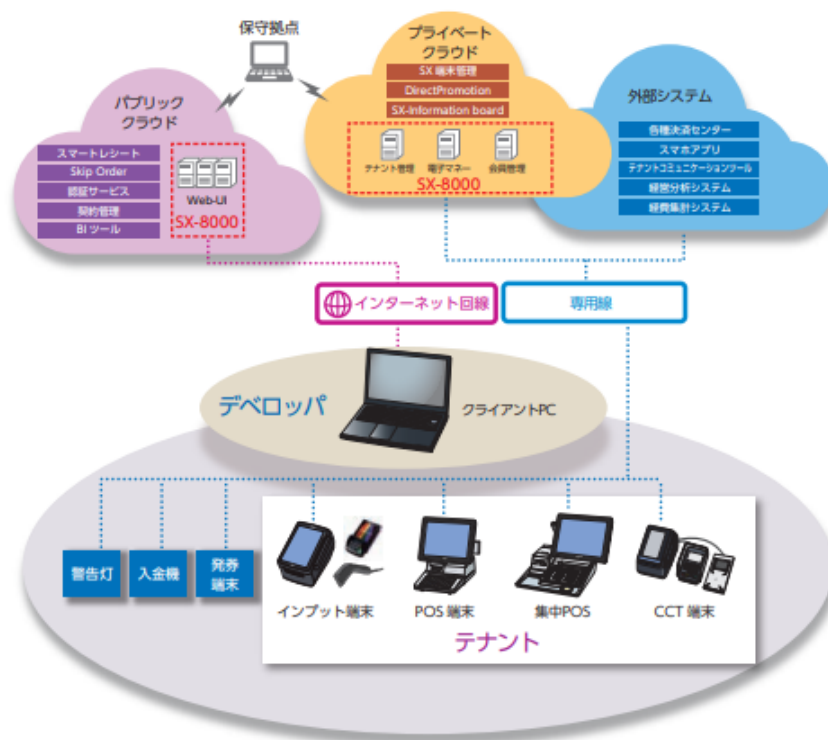 保守拠点
プライベート
クラウド
SX 端末管理
DirectPromotion
SX-Information board
テナント管理
電子マネー
会員管理
SX-8000
パブリック
クラウド
スマートレシート
Skip Order
認証サービス
契約管理
BI ツール
Web-UI
SX-8000
外部システム
各種決済センター
スマホアプリ
テナントコミュニケーションツール
経営分析システム
経費集計システム
インターネット回線
専用線
デベロッパ
クライアントPC
警告灯
入金機
発券
端末
インプット端末
POS 端末
集中POS
CCT 端末
テナント